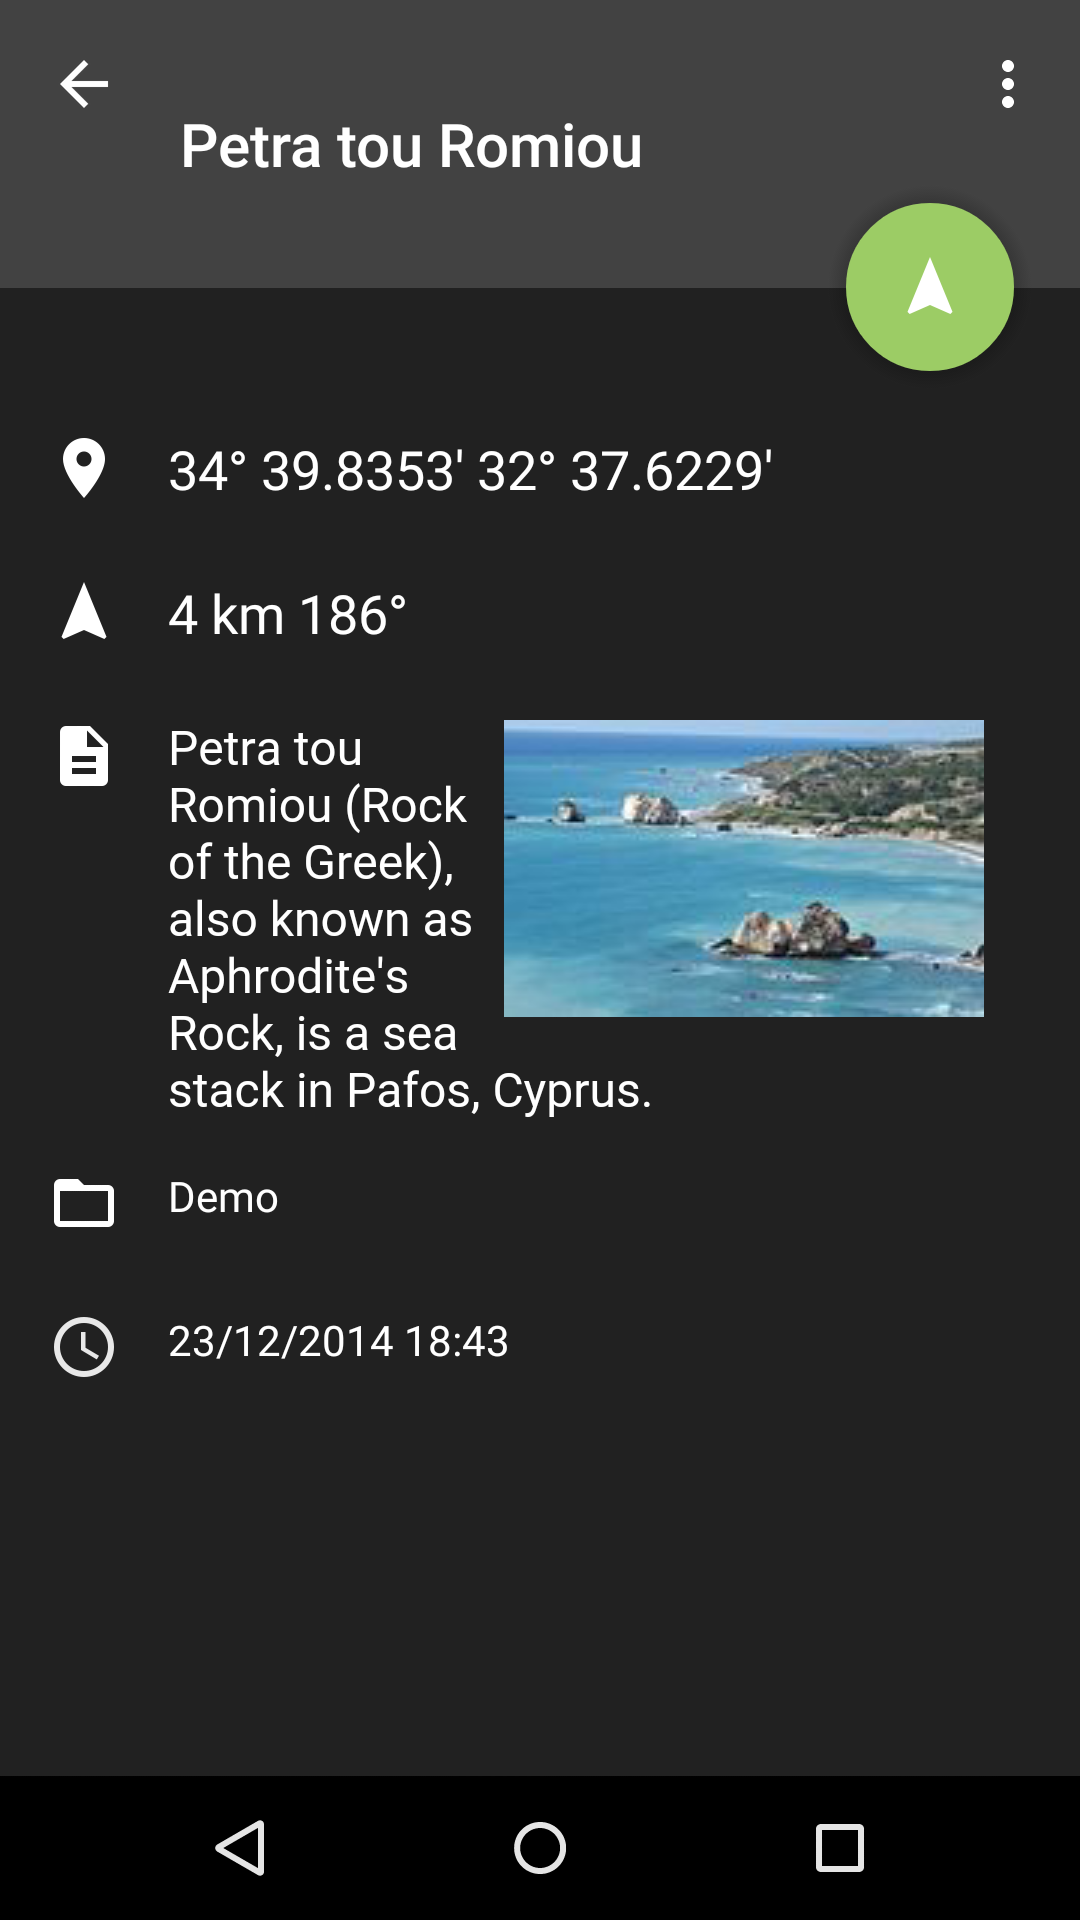 Petra tou Romiou
34° 39.8353' 32° 37.6229'
4 km 186°
Petra tou
Romiou (Rock
of the Greek),
also known as
Aphrodite's
Rock, is a sea
stack in Pafos, Cyprus.
Demo
23/12/2014 18:43